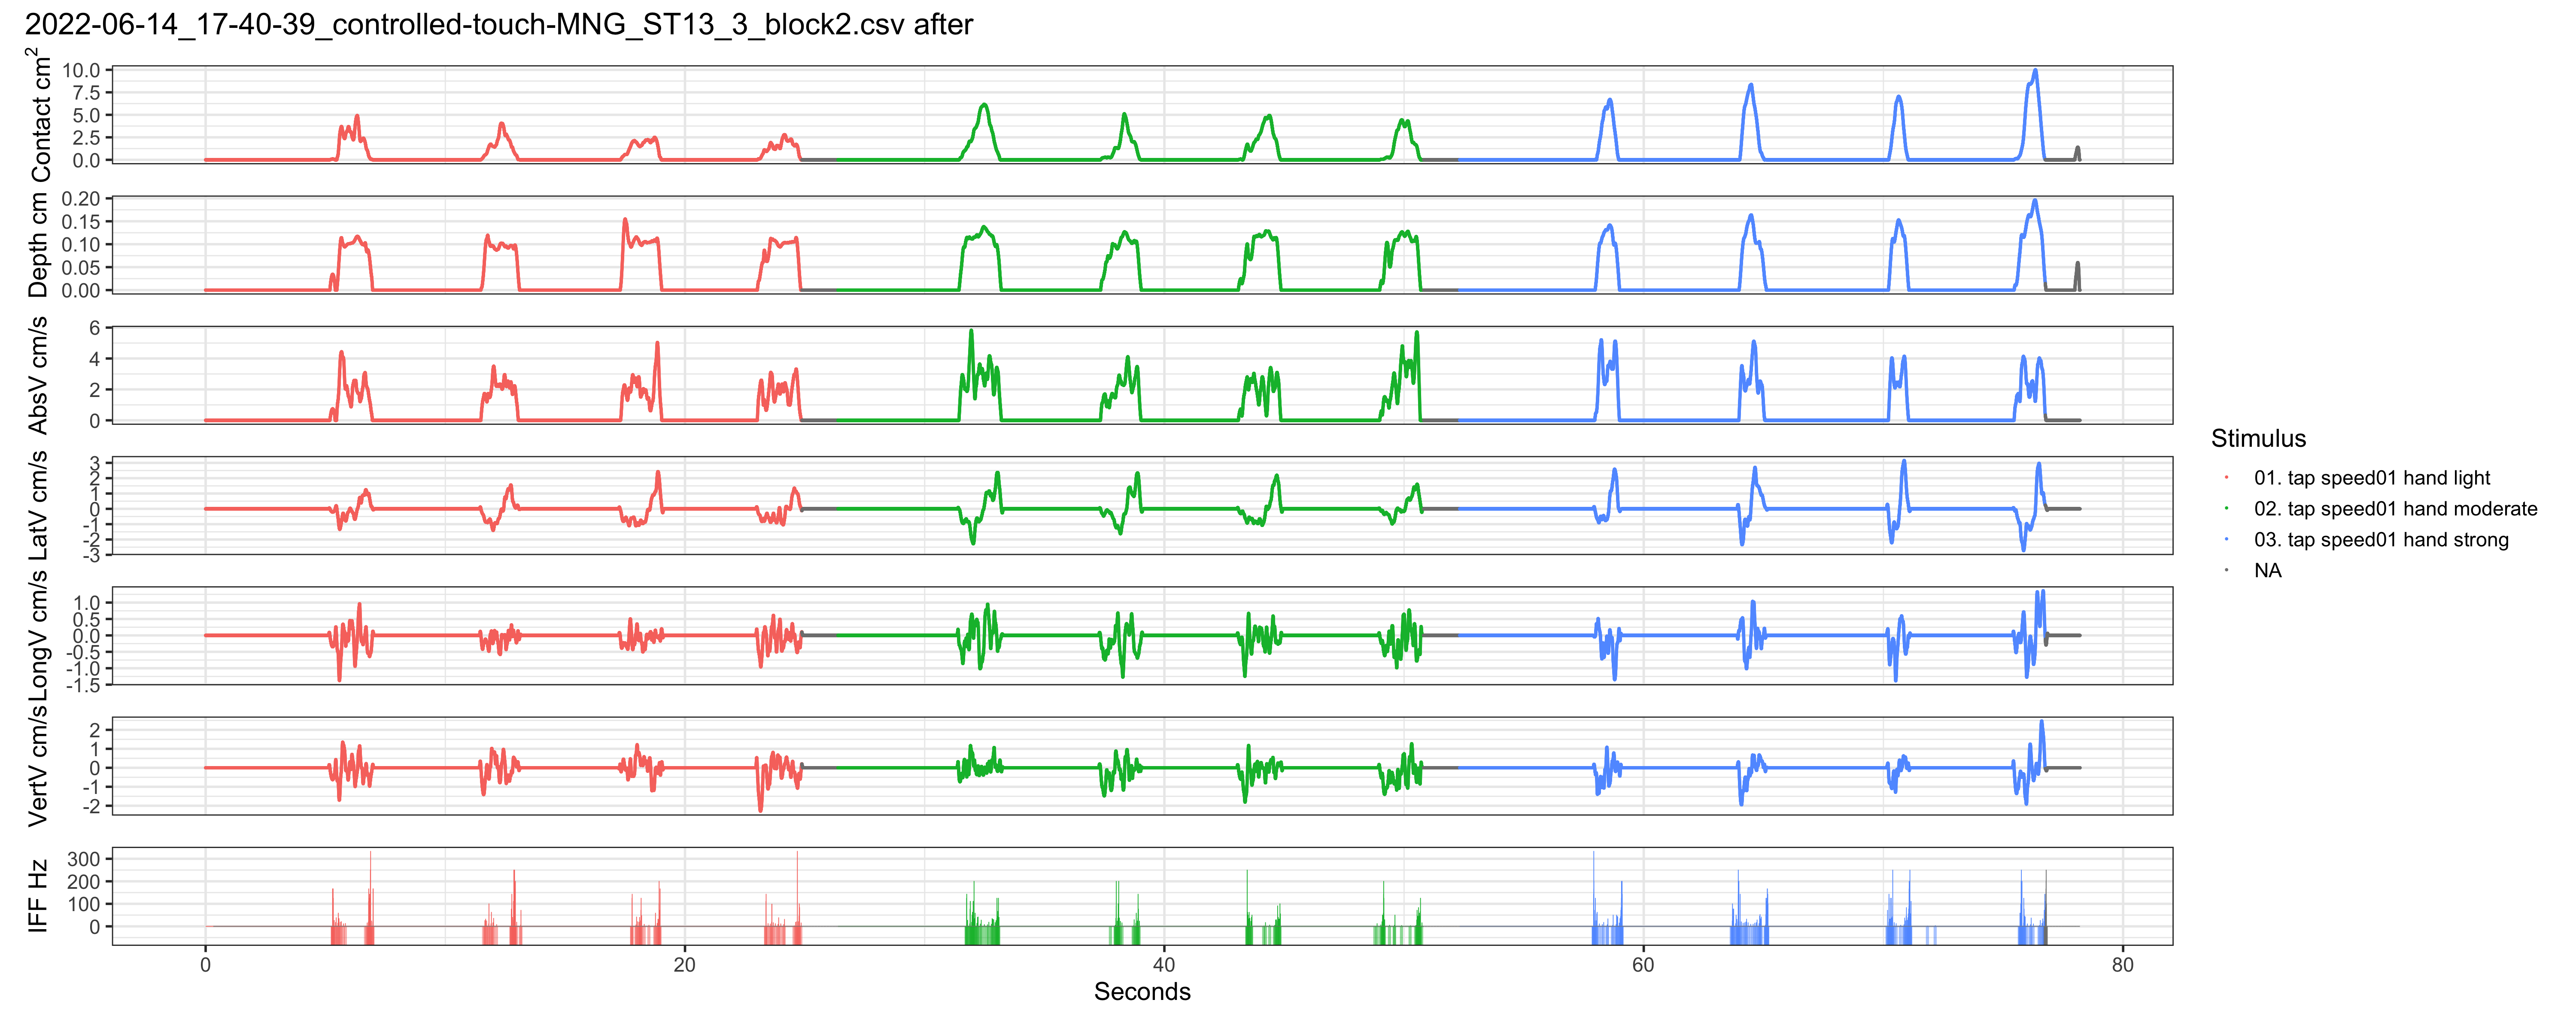 2022-06-14_17-40-39_controlled-touch-MNG_ST13_3_block2.csv after
Contact cm²
10.0
7.5
5.0
2.5
0.0
Depth cm
0.20
0.15
0.10
0.05
0.00
AbsV cm/s
6
4
2
0
LatV cm/s
3
2
1
0
-1
-2
-3
LongV cm/s
1.0
0.5
0.0
-0.5
-1.0
-1.5
VertV cm/s
2
1
0
-1
-2
IFF Hz
300
200
100
0
0 20 40 60 80
Seconds
Stimulus
01. tap speed01 hand light
02. tap speed01 hand moderate
03. tap speed01 hand strong
NA